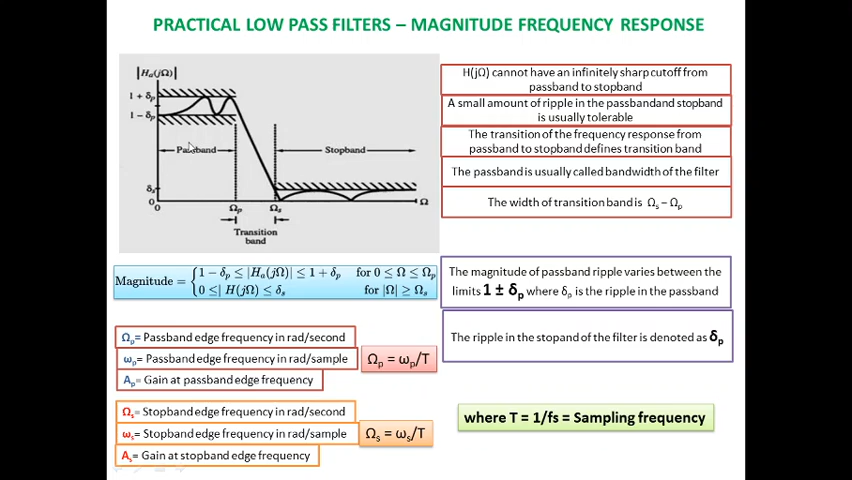 PRACTICAL LOW PASS FILTERS – MAGNITUDE FREQUENCY RESPONSE
|Hₐ(jΩ)|
1 + δₚ
1 − δₚ
Passband
Stopband
δₛ
0
0
Ωₚ
Ωₛ
Ω
Transition
band
H(jΩ) cannot have an infinitely sharp cutoff from
passband to stopband
A small amount of ripple in the passbandand stopband
is usually tolerable
The transition of the frequency response from
passband to stopband defines transition band
The passband is usually called bandwidth of the filter
The width of transition band is Ωₛ – Ωₚ
Magnitude = { 1 − δₚ ≤ |Hₐ(jΩ)| ≤ 1 + δₚ for 0 ≤ Ω ≤ Ωₚ
0 ≤| H(jΩ) ≤ δₛ for |Ω| ≥ Ωₛ
The magnitude of passband ripple varies between the
limits 1 ± δₚ where δₚ is the ripple in the passband
The ripple in the stopand of the filter is denoted as δₚ
Ωₚ= Passband edge frequency in rad/second
ωₚ= Passband edge frequency in rad/sample
Aₚ= Gain at passband edge frequency
Ωₚ = ωₚ/T
Ωₛ= Stopband edge frequency in rad/second
ωₛ= Stopband edge frequency in rad/sample
Aₛ= Gain at stopband edge frequency
Ωₛ = ωₛ/T
where T = 1/fs = Sampling frequency